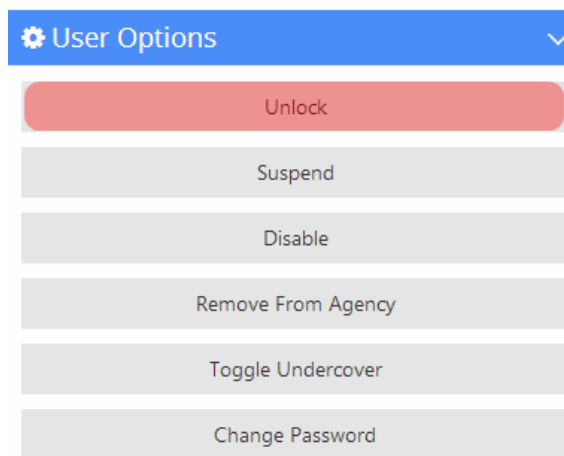 User Options
Unlock
Suspend
Disable
Remove From Agency
Toggle Undercover
Change Password